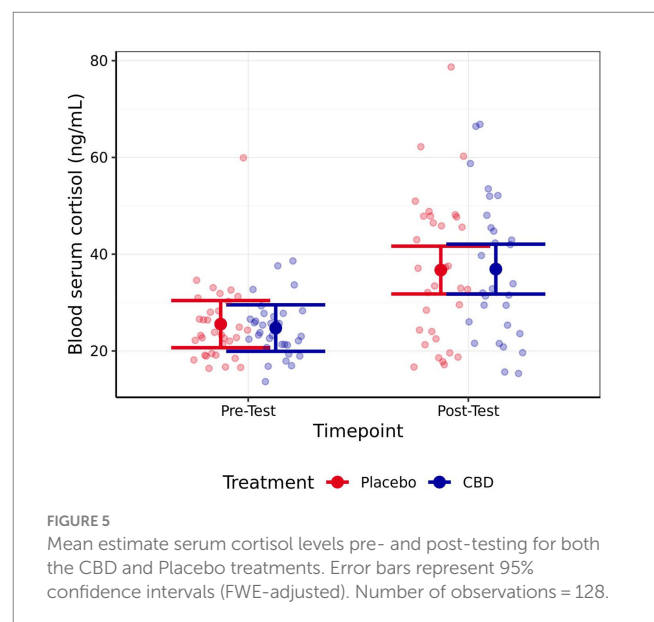 80
60
40
20
Blood serum cortisol (ng/mL)
Pre-Test
Post-Test
Timepoint
Treatment Placebo CBD
FIGURE 5
Mean estimate serum cortisol levels pre- and post-testing for both
the CBD and Placebo treatments. Error bars represent 95%
confidence intervals (FWE-adjusted). Number of observations = 128.